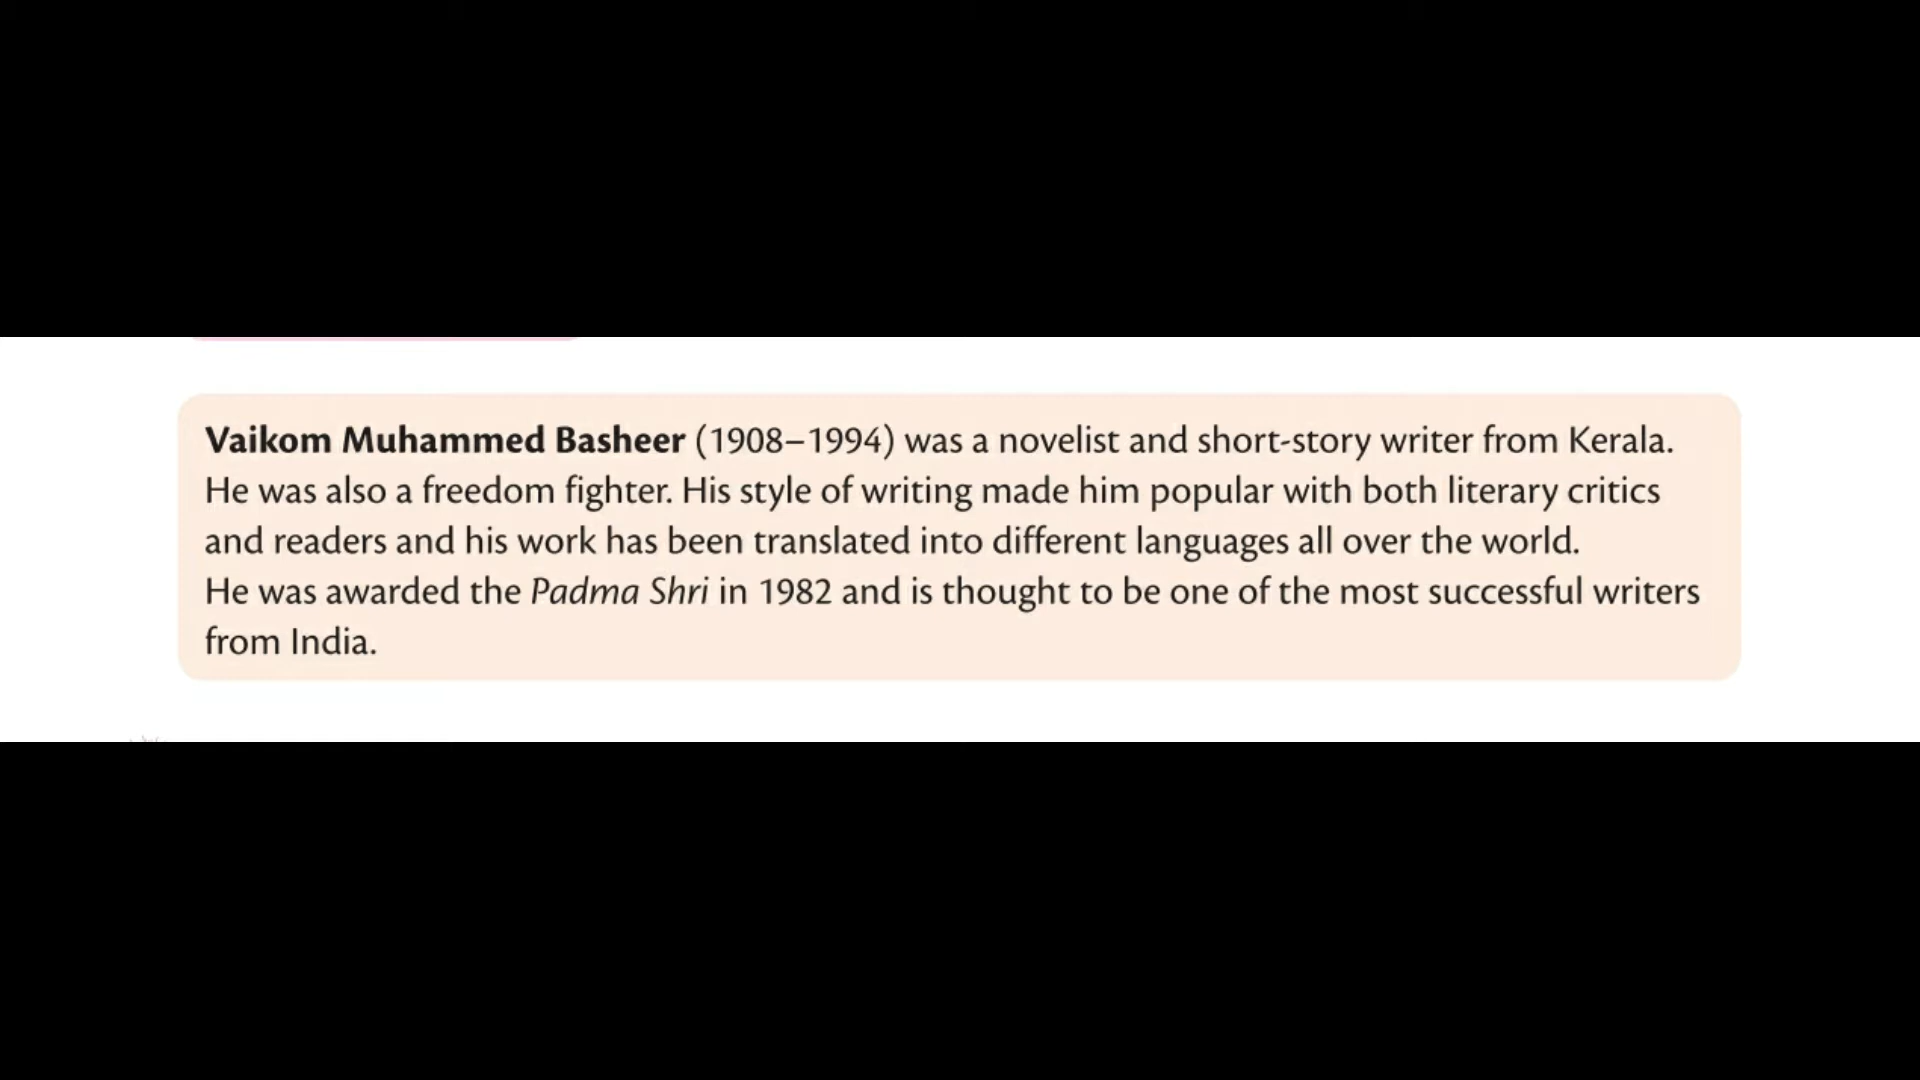 Vaikom Muhammed Basheer (1908–1994) was a novelist and short-story writer from Kerala.
He was also a freedom fighter. His style of writing made him popular with both literary critics
and readers and his work has been translated into different languages all over the world.
He was awarded the Padma Shri in 1982 and is thought to be one of the most successful writers
from India.